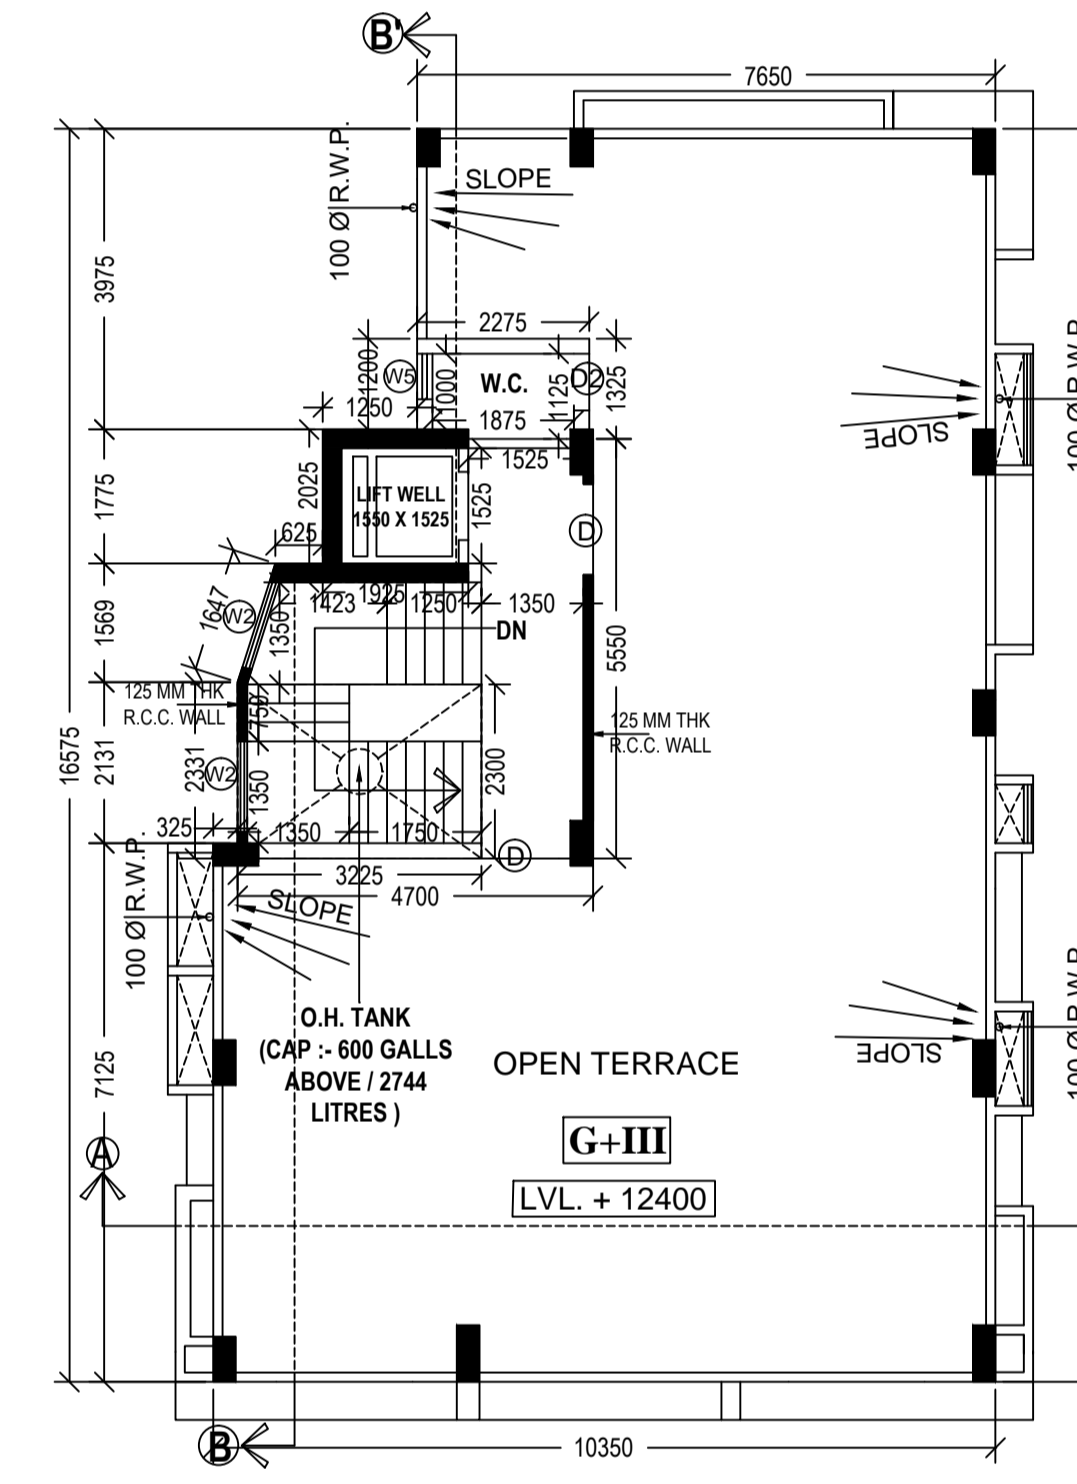 B'
7650
100 Ø R.W.P.
SLOPE
3975
2275
1200
W5
1000
W.C.
1125
D2
1325
1250
1875
SLOPE
100 Ø R.W.P.
1525
2025
LIFT WELL
1550 X 1525
1525
1775
625
D
1647
W2
1423
1925
1250
1350
1350
DN
1569
5550
125 MM THK
R.C.C. WALL
750
125 MM THK
R.C.C. WALL
16575
2131
2331
W2
1350
2300
325
1350
1750
D
3225
4700
100 Ø R.W.P.
SLOPE
O.H. TANK
(CAP :- 600 GALLS
ABOVE / 2744
LITRES )
OPEN TERRACE
SLOPE
100 Ø R.W.P.
7125
G+III
LVL. + 12400
A
B
10350